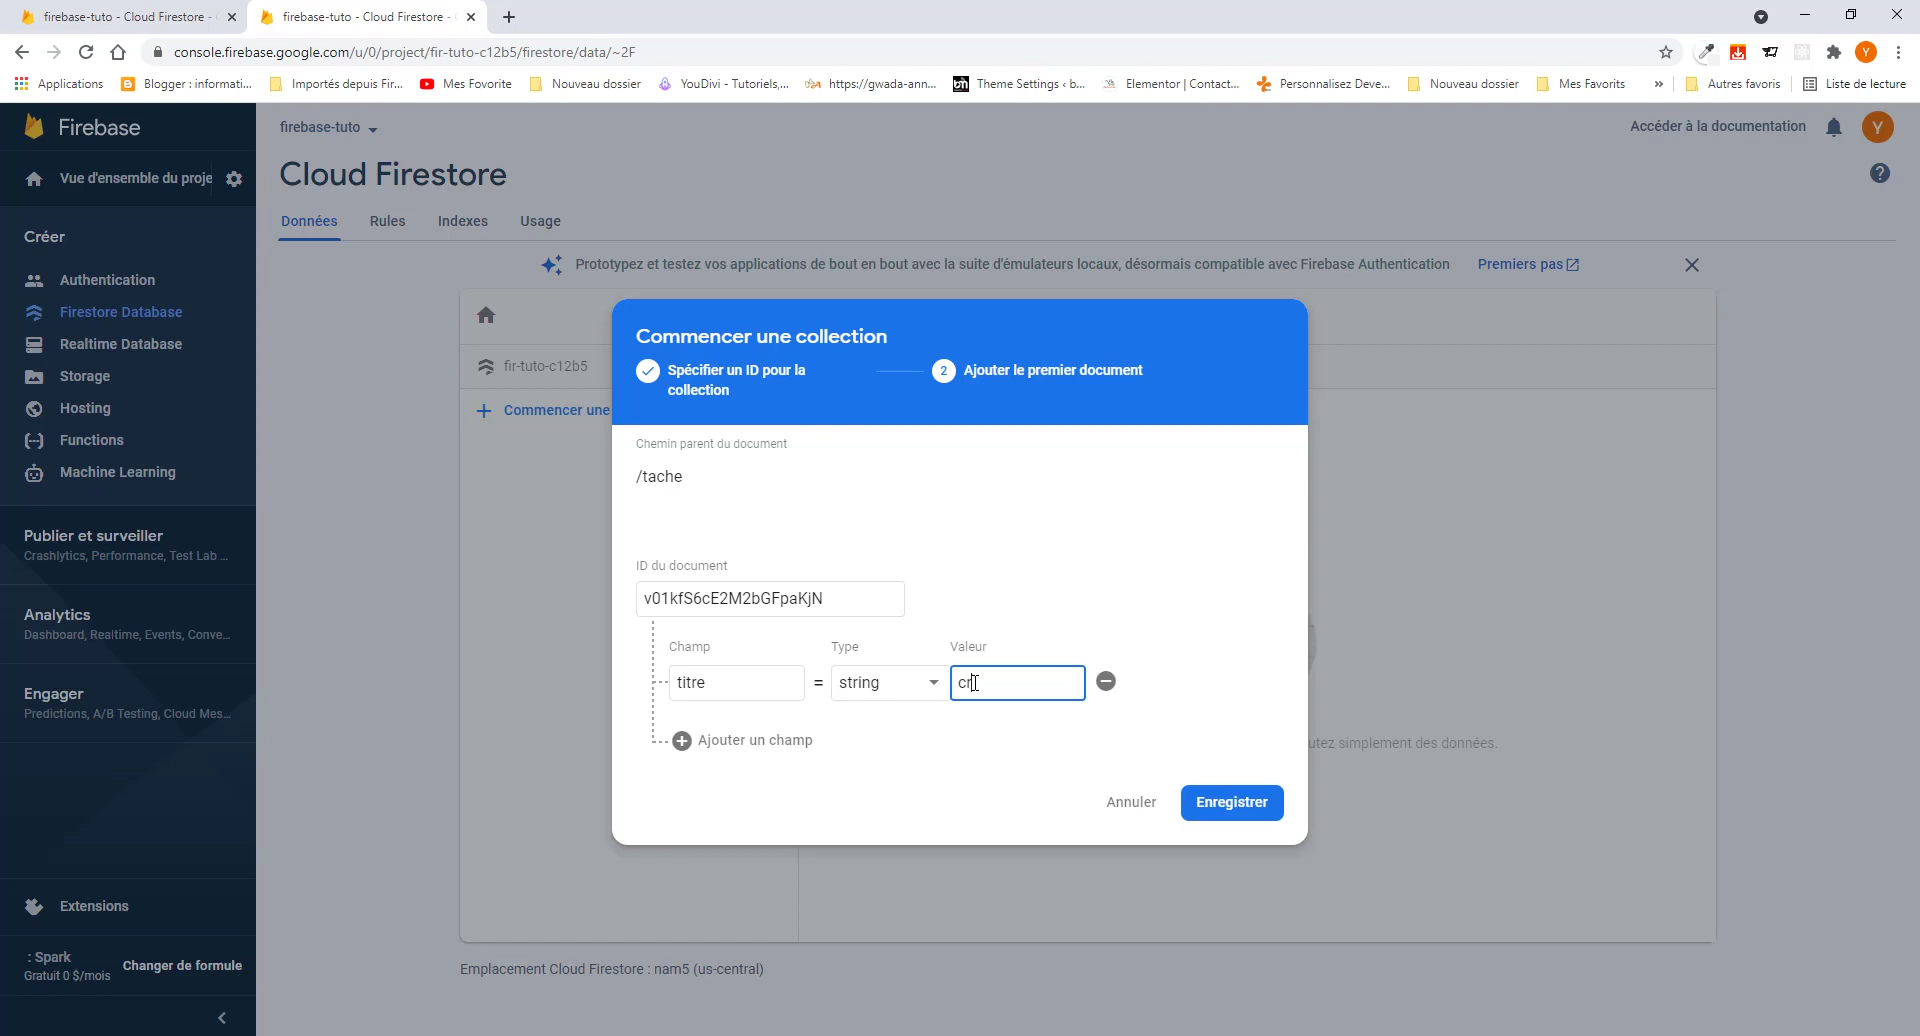 firebase-tuto - Cloud Firestore -
firebase-tuto - Cloud Firestore -
console.firebase.google.com/u/0/project/fir-tuto-c12b5/firestore/data/~2F
Y
Applications
Blogger : informati...
Importés depuis Fir...
Mes Favorite
Nouveau dossier
YouDivi - Tutoriels,...
https://gwada-ann...
Theme Settings ‹ b...
Elementor | Contact...
Personnalisez Deve...
Nouveau dossier
Mes Favorits
»
Autres favoris
Liste de lecture
Firebase
firebase-tuto
Accéder à la documentation
Y
Vue d'ensemble du proje
Cloud Firestore
Données
Rules
Indexes
Usage
Créer
Authentication
Firestore Database
Realtime Database
Storage
Hosting
Functions
Machine Learning
Publier et surveiller
Crashlytics, Performance, Test Lab ...
Analytics
Dashboard, Realtime, Events, Conve...
Engager
Predictions, A/B Testing, Cloud Mes...
Extensions
: Spark
Gratuit 0 $/mois
Changer de formule
Prototypez et testez vos applications de bout en bout avec la suite d'émulateurs locaux, désormais compatible avec Firebase Authentication
Premiers pas
fir-tuto-c12b5
Commencer une
Commencer une collection
Spécifier un ID pour la
collection
2
Ajouter le premier document
Chemin parent du document
/tache
ID du document
v01kfS6cE2M2bGFpaKjN
Champ
Type
Valeur
titre
=
string
cr
Ajouter un champ
utez simplement des données.
Annuler
Enregistrer
Emplacement Cloud Firestore : nam5 (us-central)